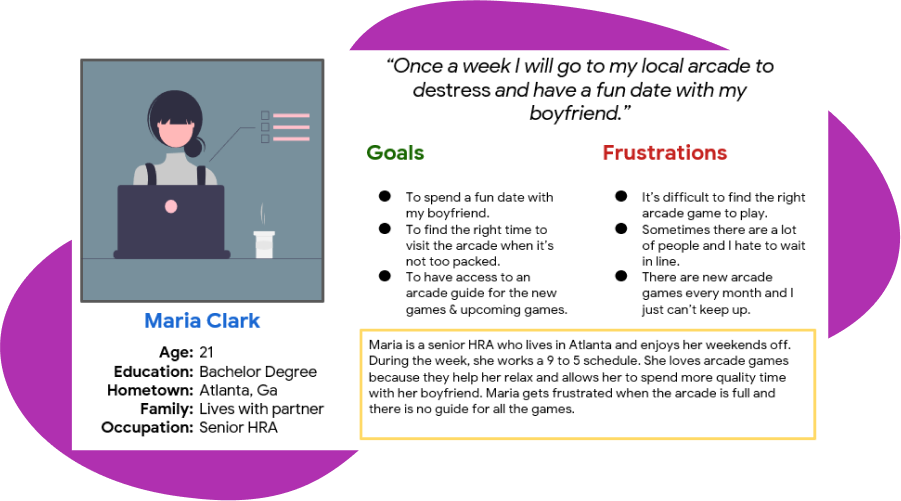 “Once a week I will go to my local arcade to
destress and have a fun date with my
boyfriend.”
Goals
● To spend a fun date with
my boyfriend.
● To find the right time to
visit the arcade when it’s
not too packed.
● To have access to an
arcade guide for the new
games & upcoming games.
Frustrations
● It’s difficult to find the right
arcade game to play.
● Sometimes there are a lot
of people and I hate to wait
in line.
● There are new arcade
games every month and I
just can’t keep up.
Maria Clark
Age: 21
Education: Bachelor Degree
Hometown: Atlanta, Ga
Family: Lives with partner
Occupation: Senior HRA
Maria is a senior HRA who lives in Atlanta and enjoys her weekends off.
During the week, she works a 9 to 5 schedule. She loves arcade games
because they help her relax and allows her to spend more quality time
with her boyfriend. Maria gets frustrated when the arcade is full and
there is no guide for all the games.